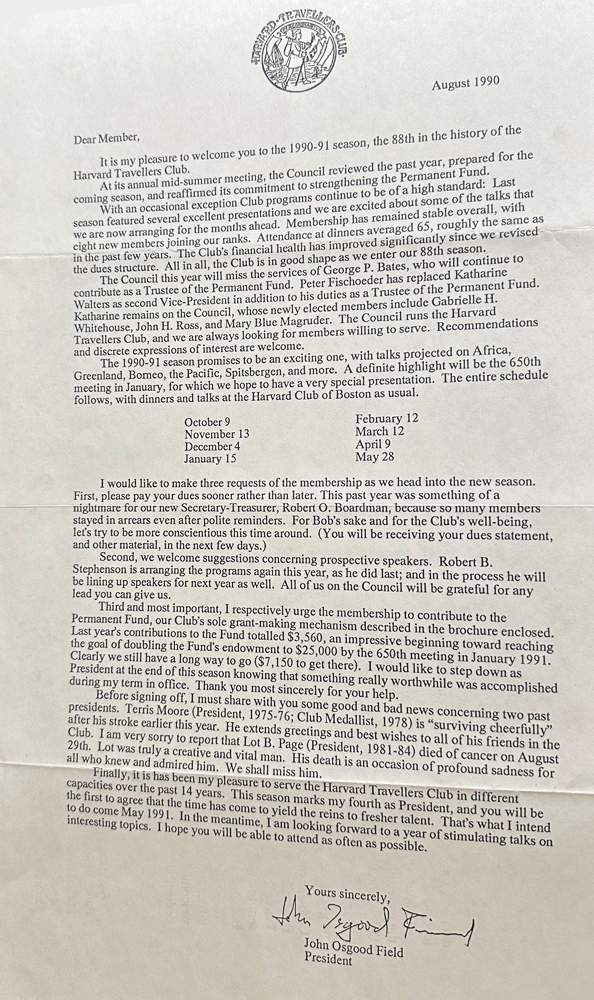 HARVARD·TRAVELLERS·CLUB·
August 1990
Dear Member,
It is my pleasure to welcome you to the 1990-91 season, the 88th in the history of the
Harvard Travellers Club.
At its annual mid-summer meeting, the Council reviewed the past year, prepared for the
coming season, and reaffirmed its commitment to strengthening the Permanent Fund.
With an occasional exception Club programs continue to be of a high standard: Last
season featured several excellent presentations and we are excited about some of the talks that
we are now arranging for the months ahead. Membership has remained stable overall, with
eight new members joining our ranks. Attendance at dinners averaged 65, roughly the same as
in the past few years. The Club's financial health has improved significantly since we revised
the dues structure. All in all, the Club is in good shape as we enter our 88th season.
The Council this year will miss the services of George P. Bates, who will continue to
contribute as a Trustee of the Permanent Fund. Peter Fischoeder has replaced Katharine
Walters as second Vice-President in addition to his duties as a Trustee of the Permanent Fund.
Katharine remains on the Council, whose newly elected members include Gabrielle H.
Whitehouse, John H. Ross, and Mary Blue Magruder. The Council runs the Harvard
Travellers Club, and we are always looking for members willing to serve. Recommendations
and discrete expressions of interest are welcome.
The 1990-91 season promises to be an exciting one, with talks projected on Africa,
Greenland, Borneo, the Pacific, Spitsbergen, and more. A definite highlight will be the 650th
meeting in January, for which we hope to have a very special presentation. The entire schedule
follows, with dinners and talks at the Harvard Club of Boston as usual.
October 9
November 13
December 4
January 15
February 12
March 12
April 9
May 28
I would like to make three requests of the membership as we head into the new season.
First, please pay your dues sooner rather than later. This past year was something of a
nightmare for our new Secretary-Treasurer, Robert O. Boardman, because so many members
stayed in arrears even after polite reminders. For Bob's sake and for the Club's well-being,
let's try to be more conscientious this time around. (You will be receiving your dues statement,
and other material, in the next few days.)
Second, we welcome suggestions concerning prospective speakers. Robert B.
Stephenson is arranging the programs again this year, as he did last; and in the process he will
be lining up speakers for next year as well. All of us on the Council will be grateful for any
lead you can give us.
Third and most important, I respectively urge the membership to contribute to the
Permanent Fund, our Club's sole grant-making mechanism described in the brochure enclosed.
Last year's contributions to the Fund totalled $3,560, an impressive beginning toward reaching
the goal of doubling the Fund's endowment to $25,000 by the 650th meeting in January 1991.
Clearly we still have a long way to go ($7,150 to get there). I would like to step down as
President at the end of this season knowing that something really worthwhile was accomplished
during my term in office. Thank you most sincerely for your help.
Before signing off, I must share with you some good and bad news concerning two past
presidents. Terris Moore (President, 1975-76; Club Medallist, 1978) is "surviving cheerfully"
after his stroke earlier this year. He extends greetings and best wishes to all of his friends in the
Club. I am very sorry to report that Lot B. Page (President, 1981-84) died of cancer on August
29th. Lot was truly a creative and vital man. His death is an occasion of profound sadness for
all who knew and admired him. We shall miss him.
Finally, it is has been my pleasure to serve the Harvard Travellers Club in different
capacities over the past 14 years. This season marks my fourth as President, and you will be
the first to agree that the time has come to yield the reins to fresher talent. That's what I intend
to do come May 1991. In the meantime, I am looking forward to a year of stimulating talks on
interesting topics. I hope you will be able to attend as often as possible.
Yours sincerely,
John Osgood Field
John Osgood Field
President